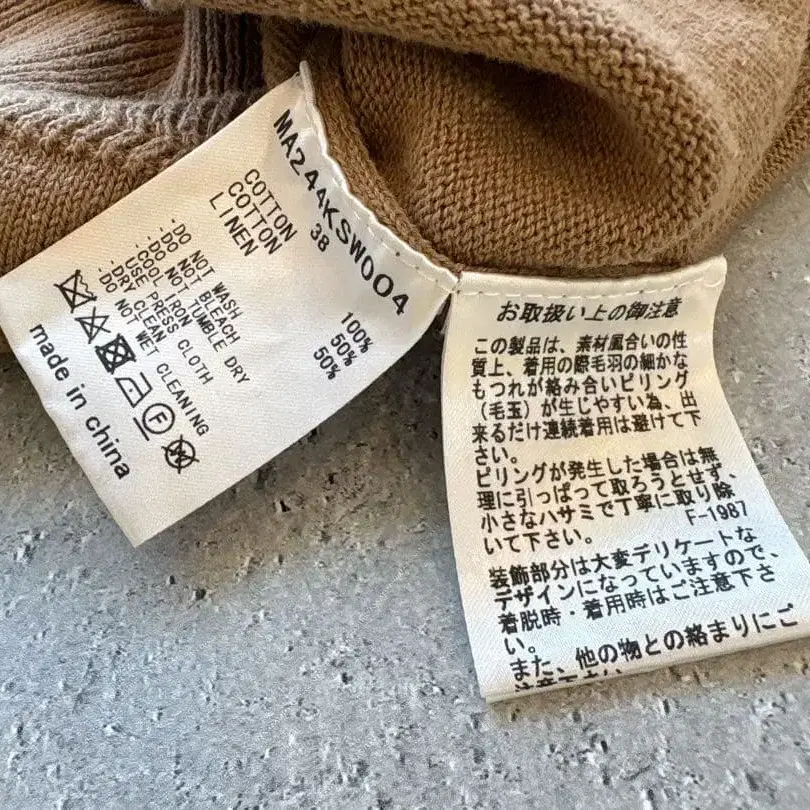 MA244KSW004
38
COTTON 100%
COTTON 50%
LINEN 50%
-DO NOT WASH
-DO NOT BLEACH
-DO NOT TUMBLE DRY
-COOL IRON
USE PRESS CLOTH
-DRY CLEAN
DO NOT WET CLEANING
made in china
お取扱い上の御注意
この製品は、素材風合いの性
質上、着用の際毛羽の細かな
もつれが絡み合いピリング
（毛玉）が生じやすい為、出
来るだけ連続着用は避けて下
さい。
ピリングが発生した場合は無
理に引っぱって取ろうとせず、
小さなハサミで丁寧に取り除
いて下さい。 F-1987
装飾部分は大変デリケートな
デザインになっていますので、
着脱時・着用時はご注意下さ
い。
また、他の物との絡まりにご
注意下さい